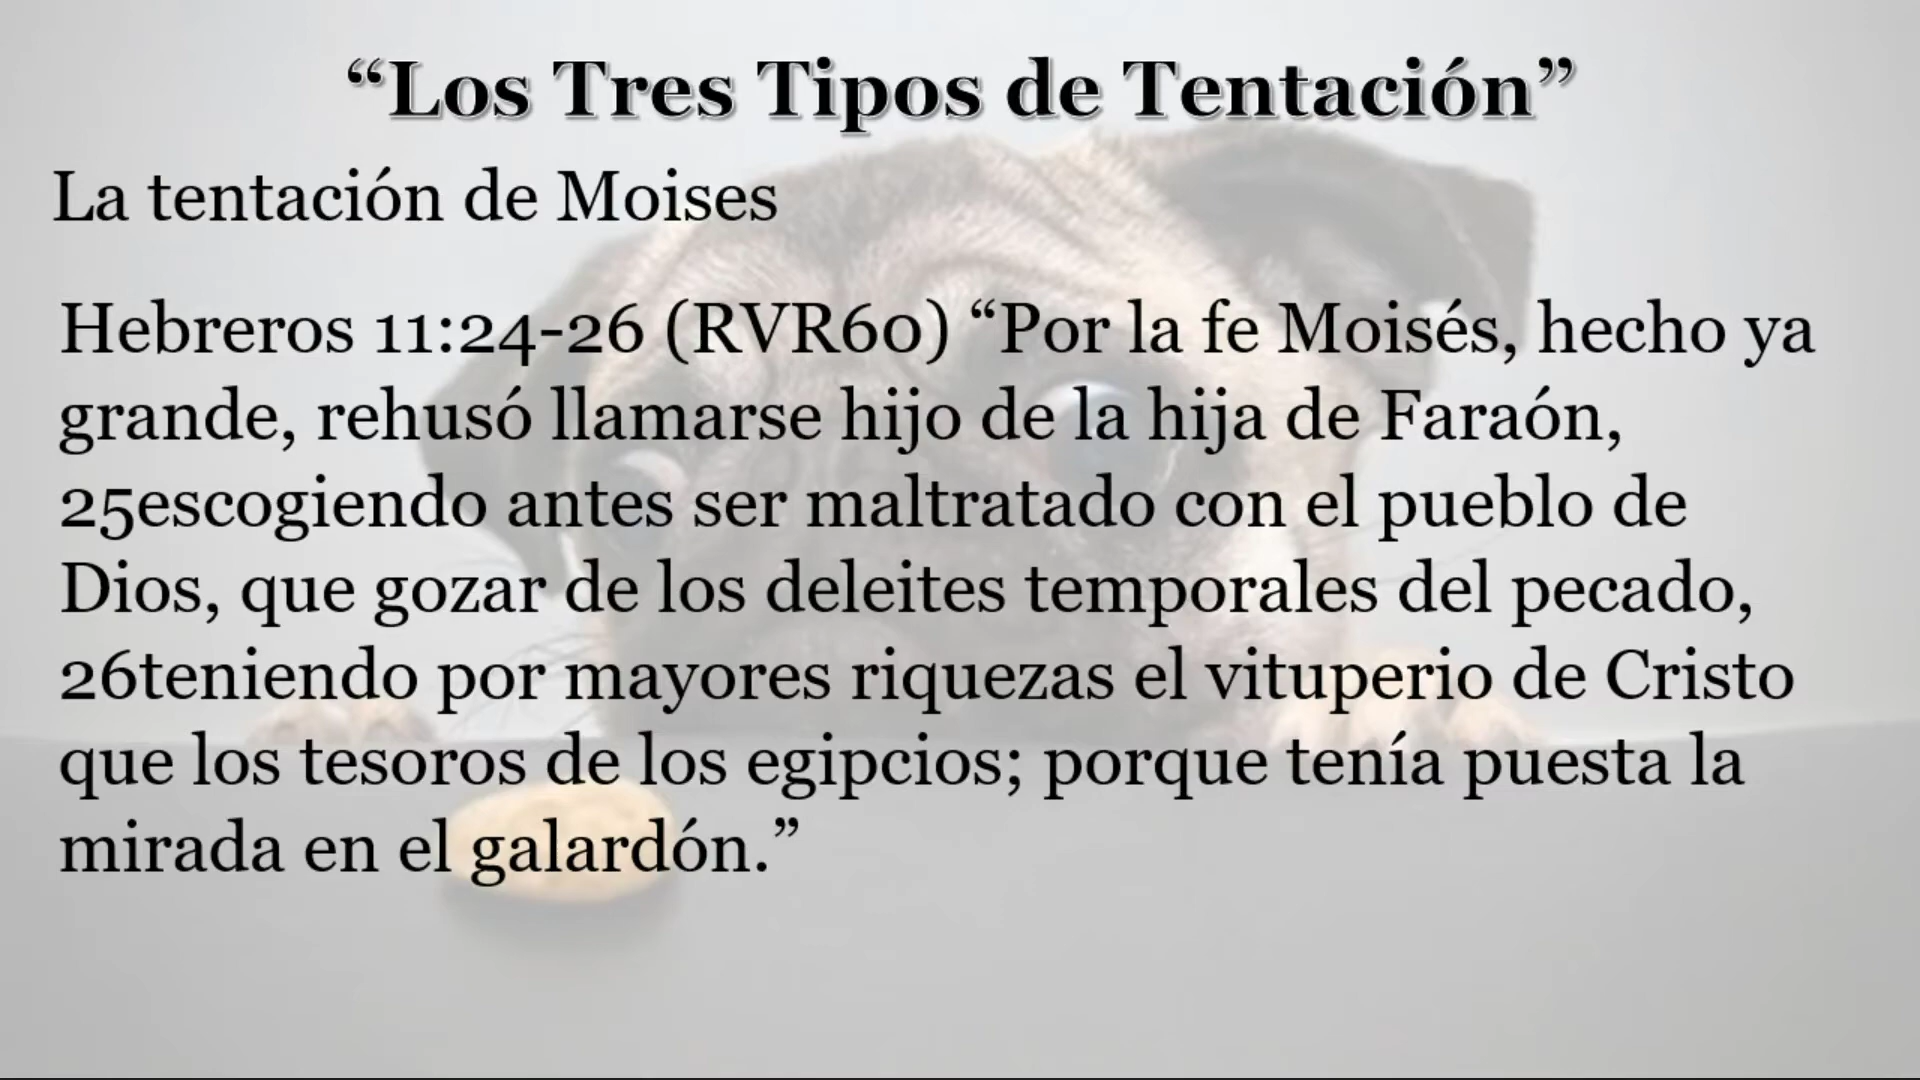 “Los Tres Tipos de Tentación”
La tentación de Moises
Hebreros 11:24-26 (RVR60) “Por la fe Moisés, hecho ya
grande, rehusó llamarse hijo de la hija de Faraón,
25escogiendo antes ser maltratado con el pueblo de
Dios, que gozar de los deleites temporales del pecado,
26teniendo por mayores riquezas el vituperio de Cristo
que los tesoros de los egipcios; porque tenía puesta la
mirada en el galardón.”